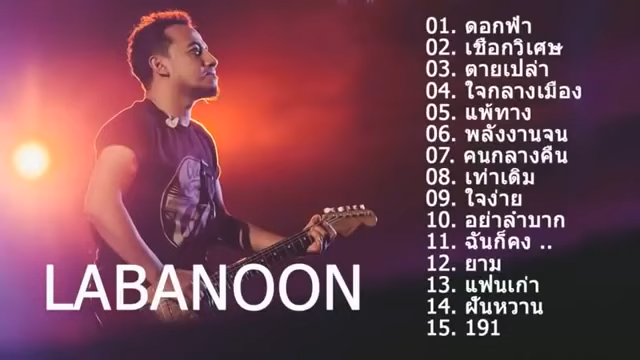 LABANOON
01. ดอกฟ้า
02. เชือกวิเศษ
03. ตายเปล่า
04. ใจกลางเมือง
05. แพ้ทาง
06. พลังงานจน
07. คนกลางคืน
08. เท่าเดิม
09. ใจง่าย
10. อย่าลำบาก
11. ฉันก็คง ..
12. ยาม
13. แฟนเก่า
14. ฝันหวาน
15. 191